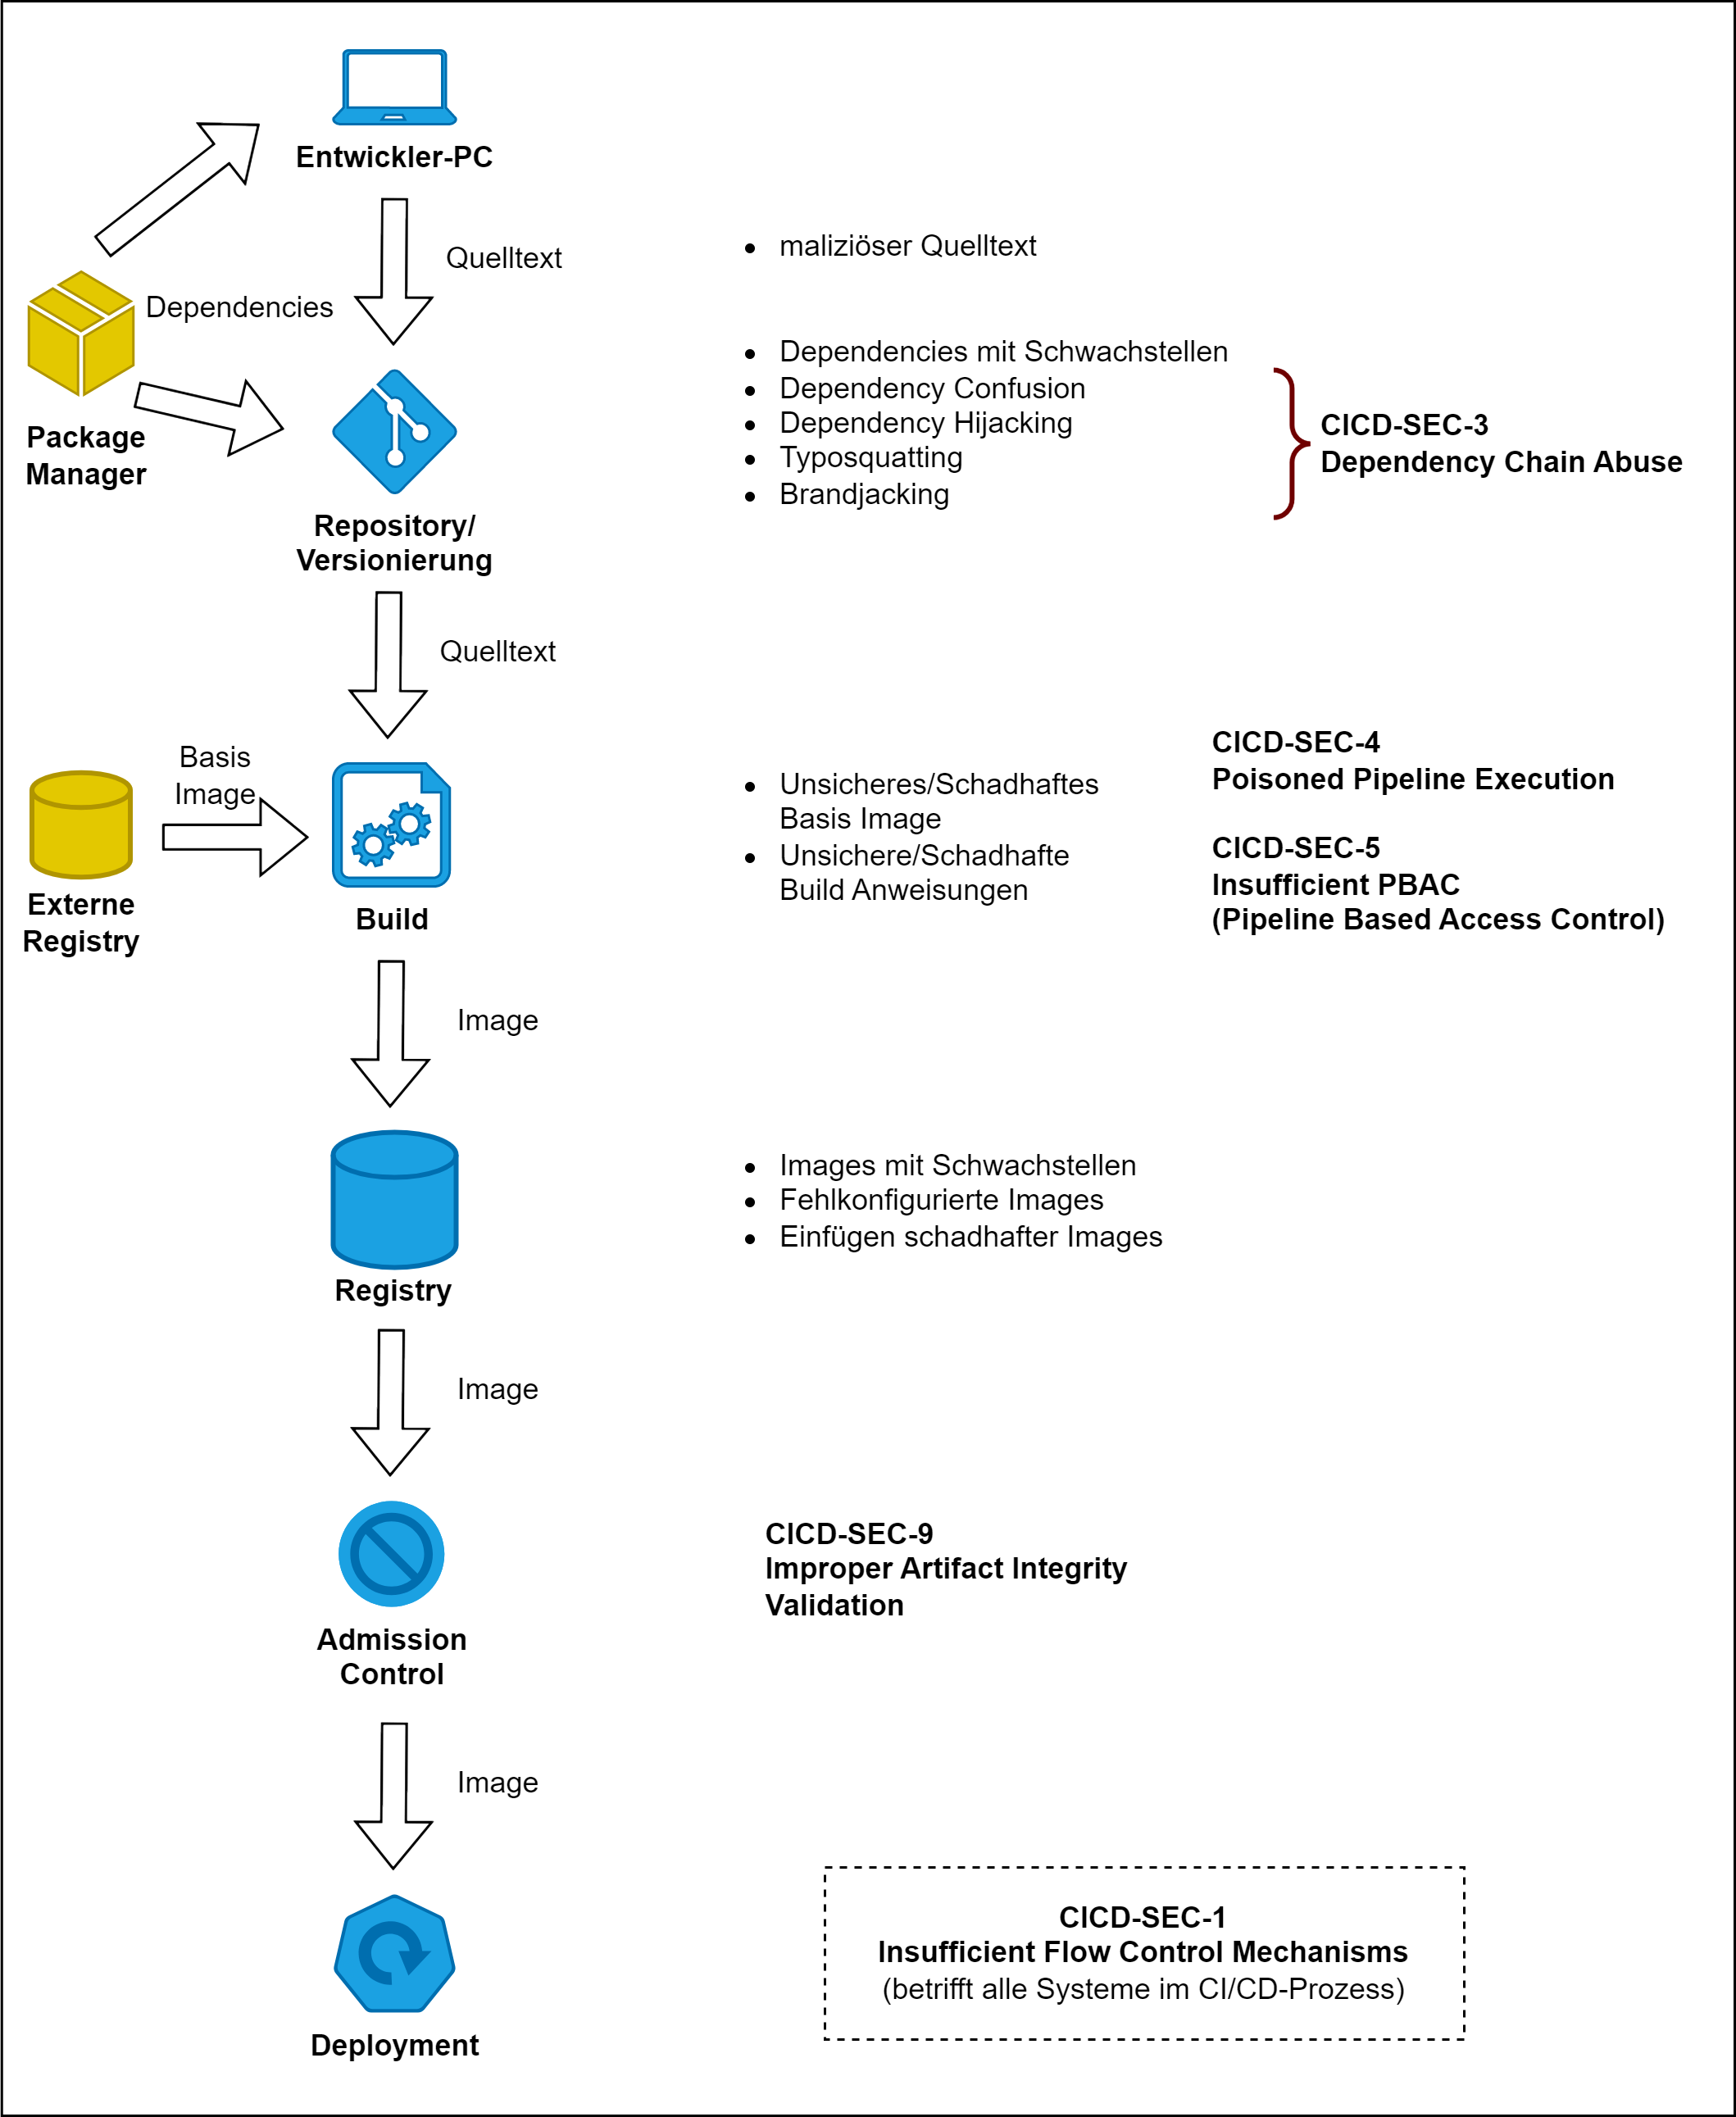 Entwickler-PC
Quelltext
• maliziöser Quelltext
Dependencies
Package
Manager
• Dependencies mit Schwachstellen
• Dependency Confusion
• Dependency Hijacking
• Typosquatting
• Brandjacking
CICD-SEC-3
Dependency Chain Abuse
Repository/
Versionierung
Quelltext
Basis
Image
Externe
Registry
Build
• Unsicheres/Schadhaftes
Basis Image
• Unsichere/Schadhafte
Build Anweisungen
CICD-SEC-4
Poisoned Pipeline Execution
CICD-SEC-5
Insufficient PBAC
(Pipeline Based Access Control)
Image
Registry
• Images mit Schwachstellen
• Fehlkonfigurierte Images
• Einfügen schadhafter Images
Image
Admission
Control
CICD-SEC-9
Improper Artifact Integrity
Validation
Image
Deployment
CICD-SEC-1
Insufficient Flow Control Mechanisms
(betrifft alle Systeme im CI/CD-Prozess)